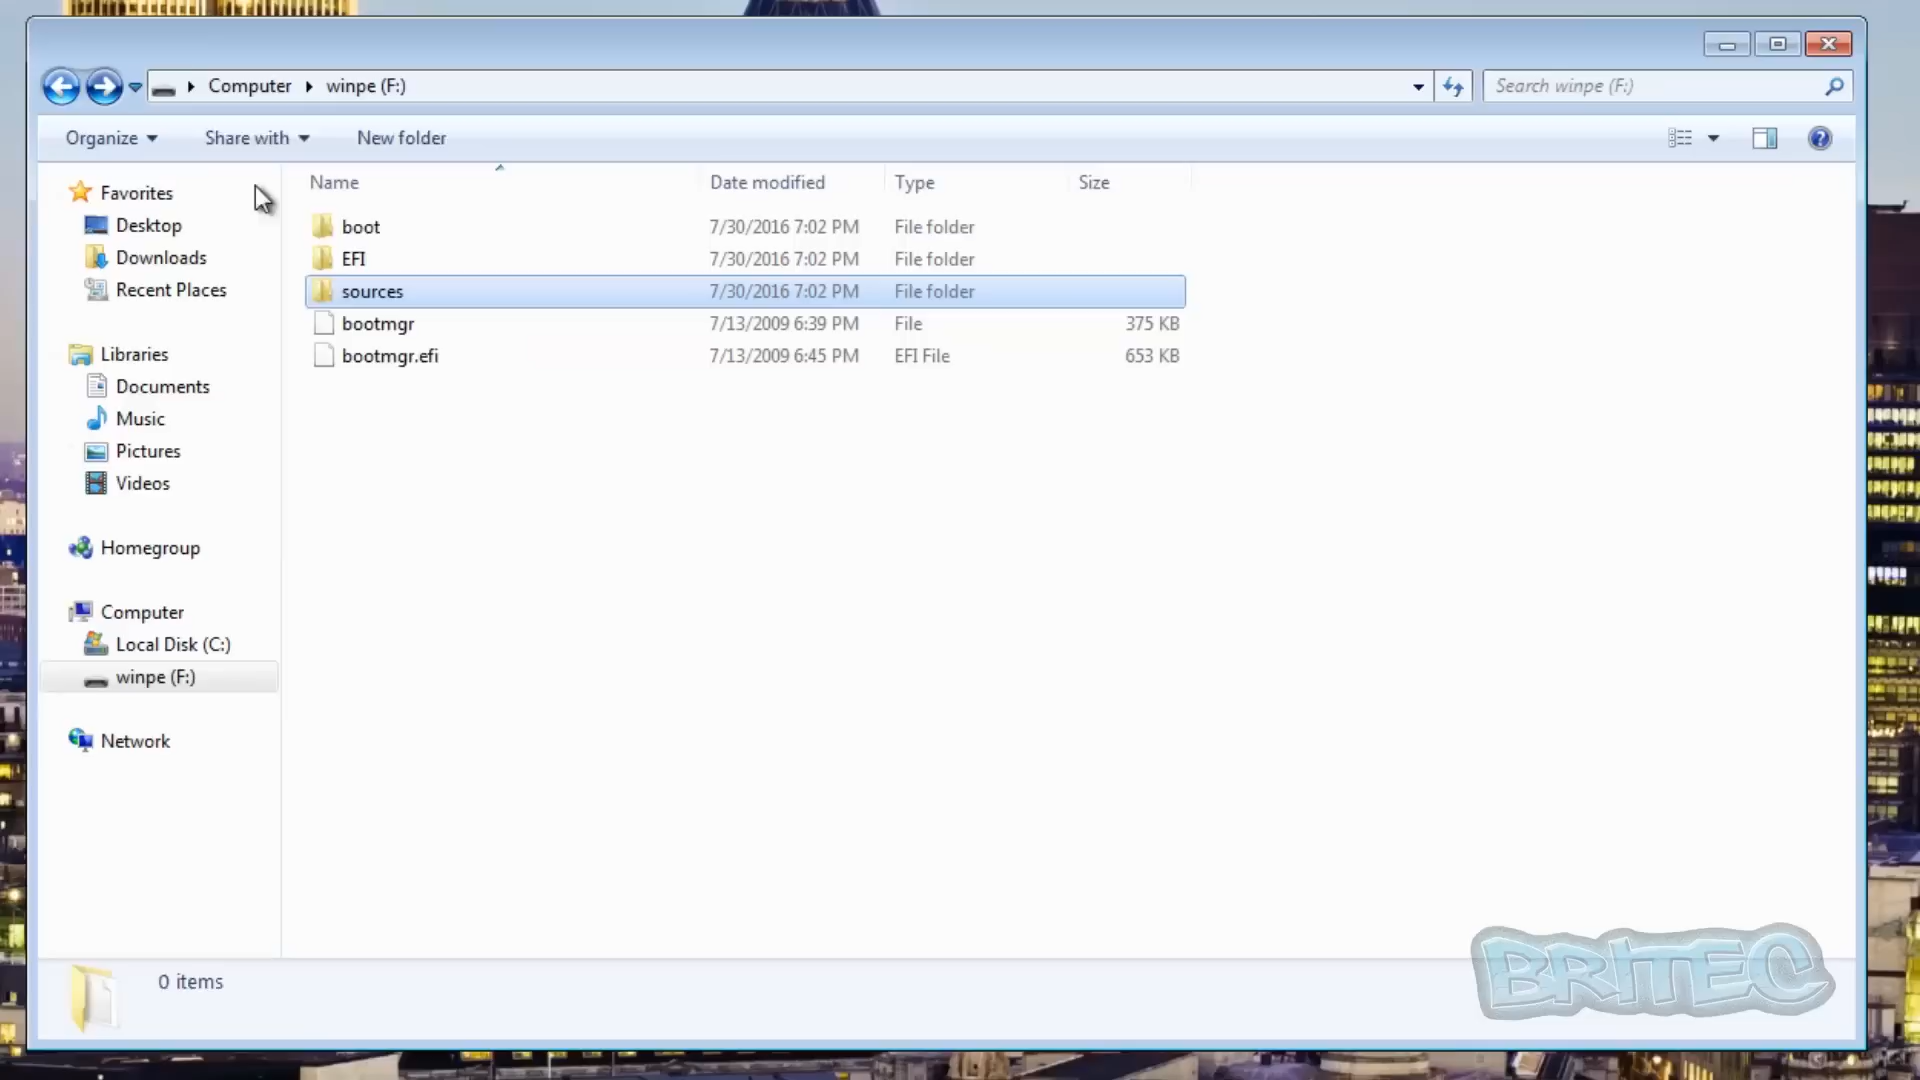 Computer winpe (F:) Search winpe (F:)
Organize Share with New folder
Name Date modified Type Size
Favorites
Desktop
Downloads
Recent Places
Libraries
Documents
Music
Pictures
Videos
Homegroup
Computer
Local Disk (C:)
winpe (F:)
Network
boot 7/30/2016 7:02 PM File folder
EFI 7/30/2016 7:02 PM File folder
sources 7/30/2016 7:02 PM File folder
bootmgr 7/13/2009 6:39 PM File 375 KB
bootmgr.efi 7/13/2009 6:45 PM EFI File 653 KB
0 items
BRITEC